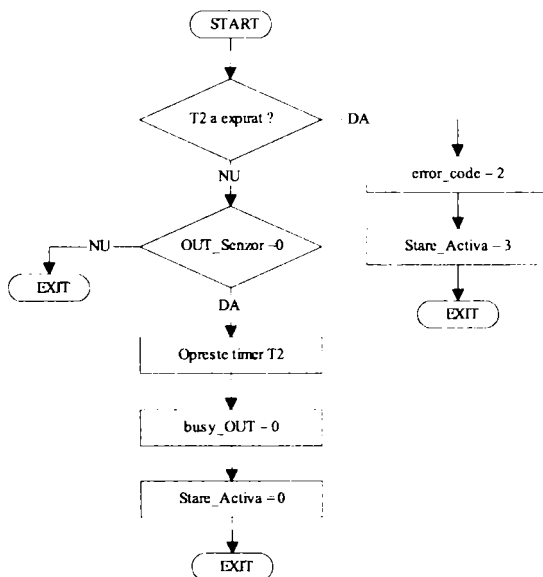 START
T2 a expirat ?
DA
NU
error_code – 2
OUT_Senzor =0
NU
Stare_Activa – 3
EXIT
DA
EXIT
Opreste timer T2
busy_OUT – 0
Stare_Activa = 0
EXIT